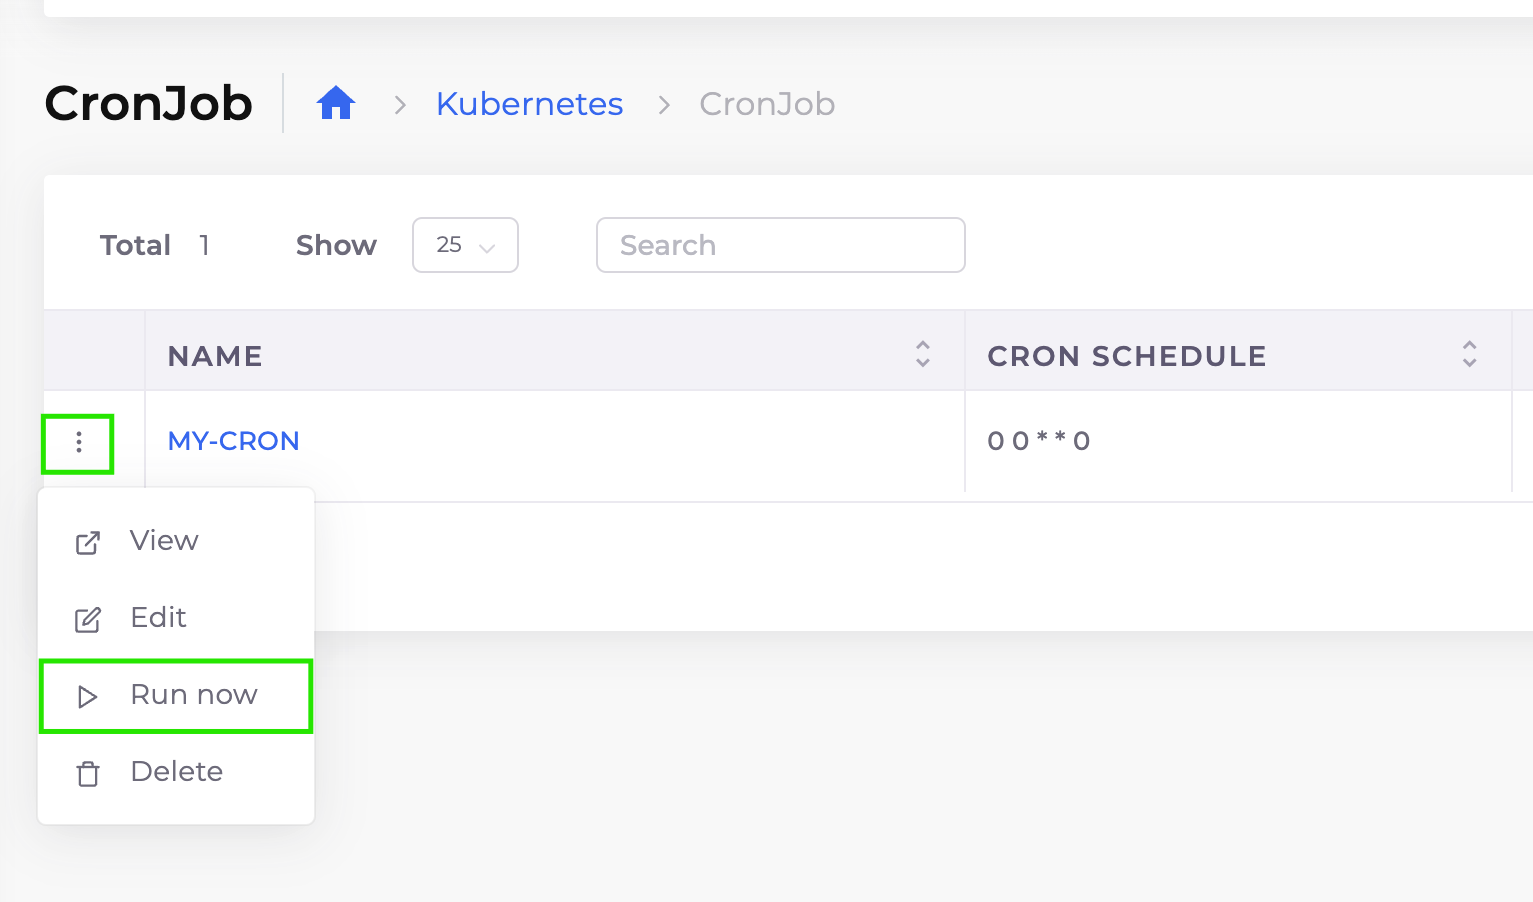 CronJob Kubernetes CronJob
Total 1 Show 25 Search
NAME CRON SCHEDULE
MY-CRON 0 0 * * 0
View
Edit
Run now
Delete